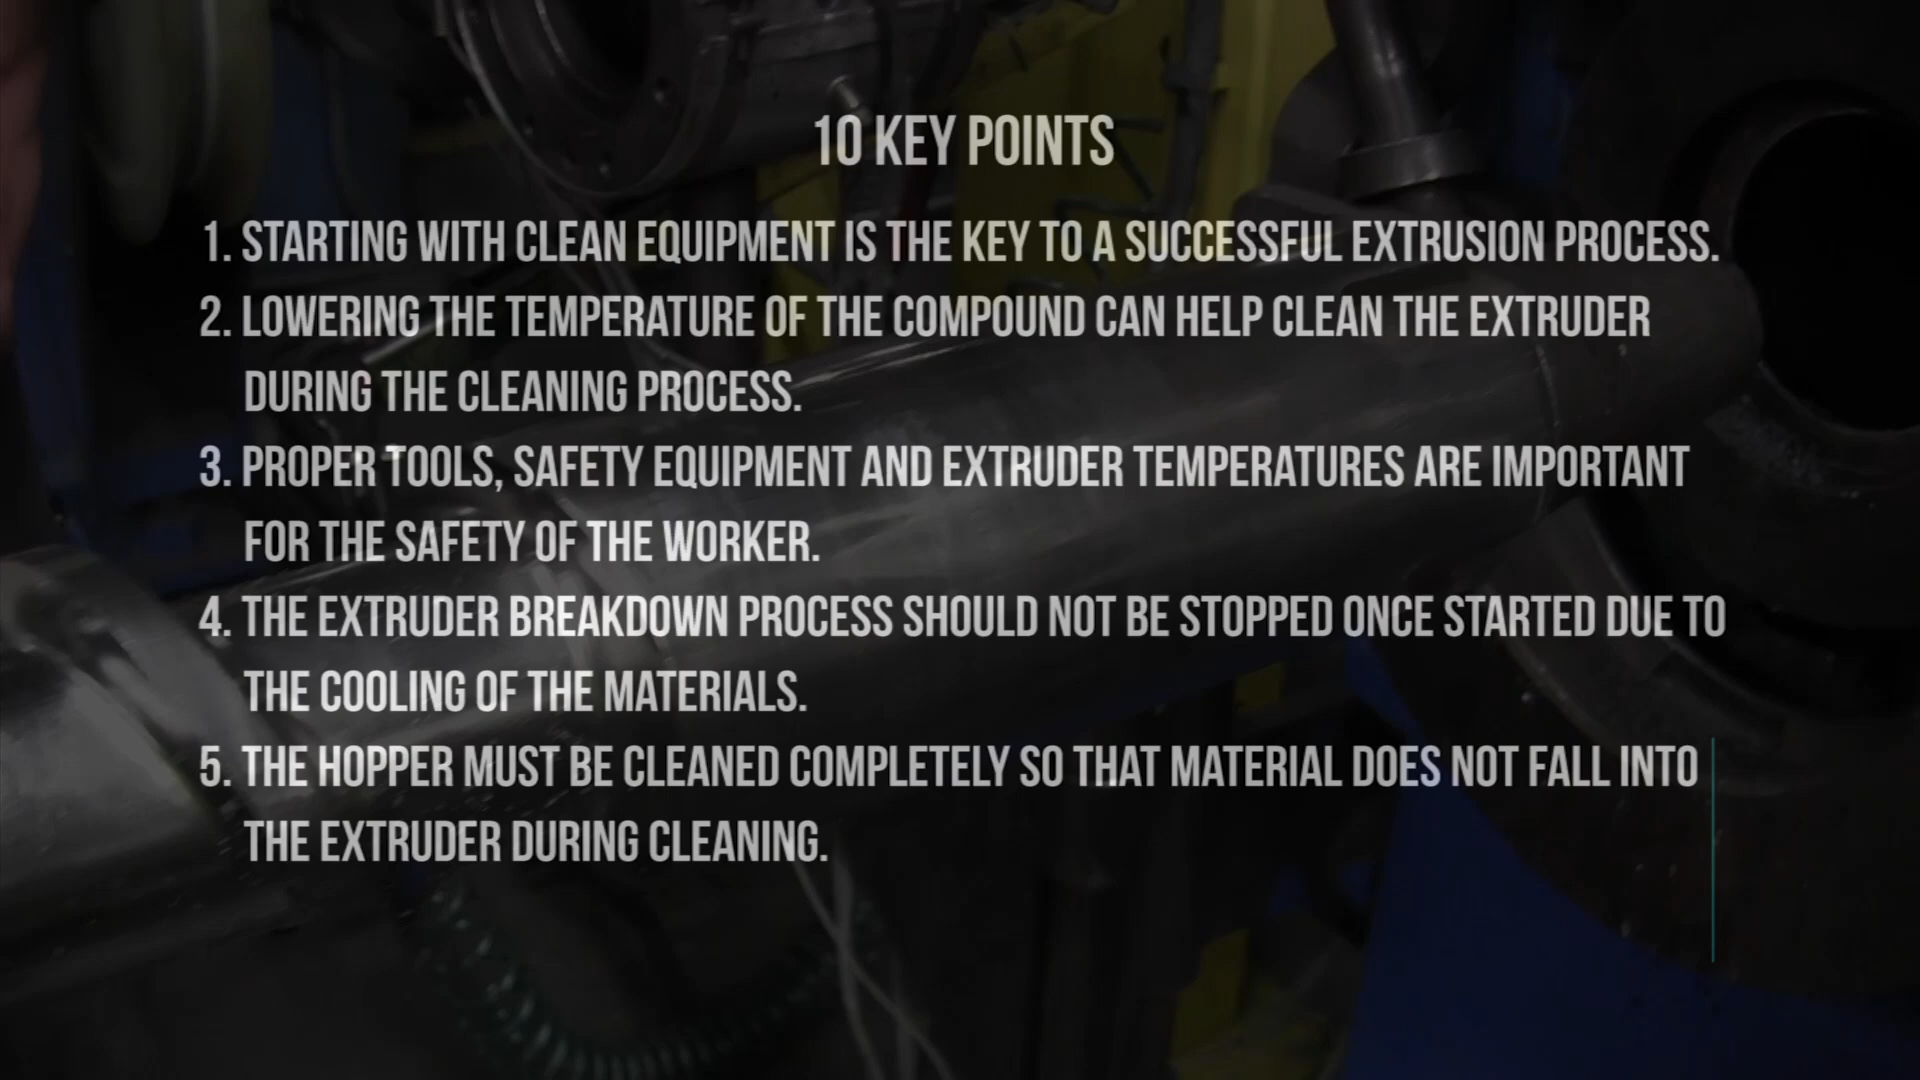 10 KEY POINTS
1. STARTING WITH CLEAN EQUIPMENT IS THE KEY TO A SUCCESSFUL EXTRUSION PROCESS.
2. LOWERING THE TEMPERATURE OF THE COMPOUND CAN HELP CLEAN THE EXTRUDER
DURING THE CLEANING PROCESS.
3. PROPER TOOLS, SAFETY EQUIPMENT AND EXTRUDER TEMPERATURES ARE IMPORTANT
FOR THE SAFETY OF THE WORKER.
4. THE EXTRUDER BREAKDOWN PROCESS SHOULD NOT BE STOPPED ONCE STARTED DUE TO
THE COOLING OF THE MATERIALS.
5. THE HOPPER MUST BE CLEANED COMPLETELY SO THAT MATERIAL DOES NOT FALL INTO
THE EXTRUDER DURING CLEANING.